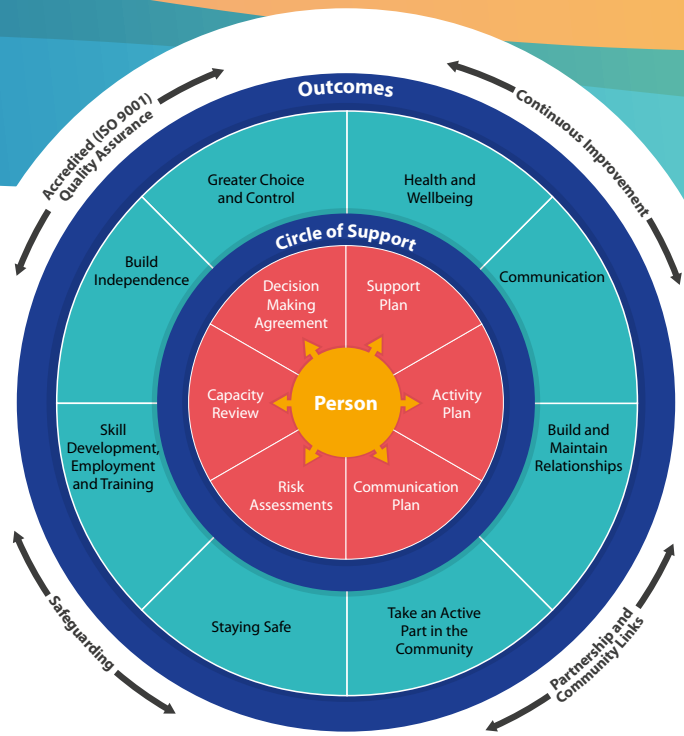 Accredited (ISO 9001)
Quality Assurance
Continuous Improvement
Outcomes
Greater Choice
and Control
Health and
Wellbeing
Build
Independence
Communication
Circle of Support
Decision
Making
Agreement
Support
Plan
Capacity
Review
Person
Activity
Plan
Skill
Development,
Employment
and Training
Build and
Maintain
Relationships
Risk
Assessments
Communication
Plan
Staying Safe
Take an Active
Part in the
Community
Safeguarding
Partnership and
Community Links